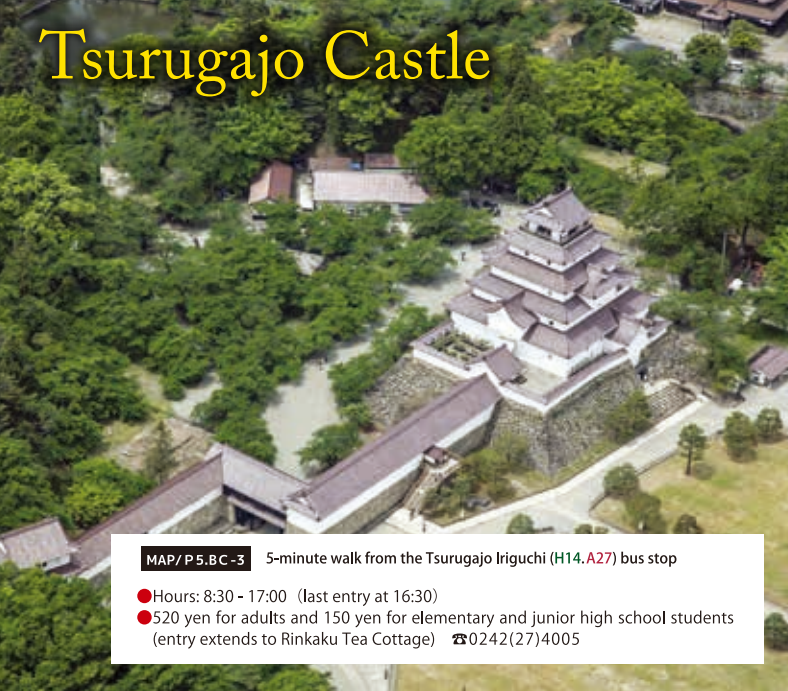 Tsurugajo Castle
MAP/P5.BC-3 5-minute walk from the Tsurugajo Iriguchi (H14.A27) bus stop
●Hours: 8:30 - 17:00 (last entry at 16:30)
●520 yen for adults and 150 yen for elementary and junior high school students
(entry extends to Rinkaku Tea Cottage) ☎0242(27)4005